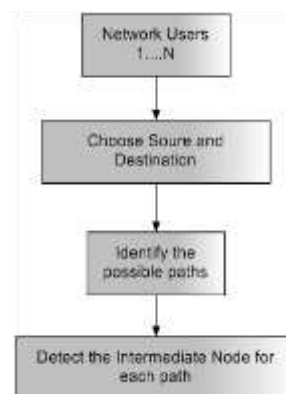 Network Users
1....N
Choose Soure and
Destination
Identify the
possible paths
Detect the Intermediate Node for
each path